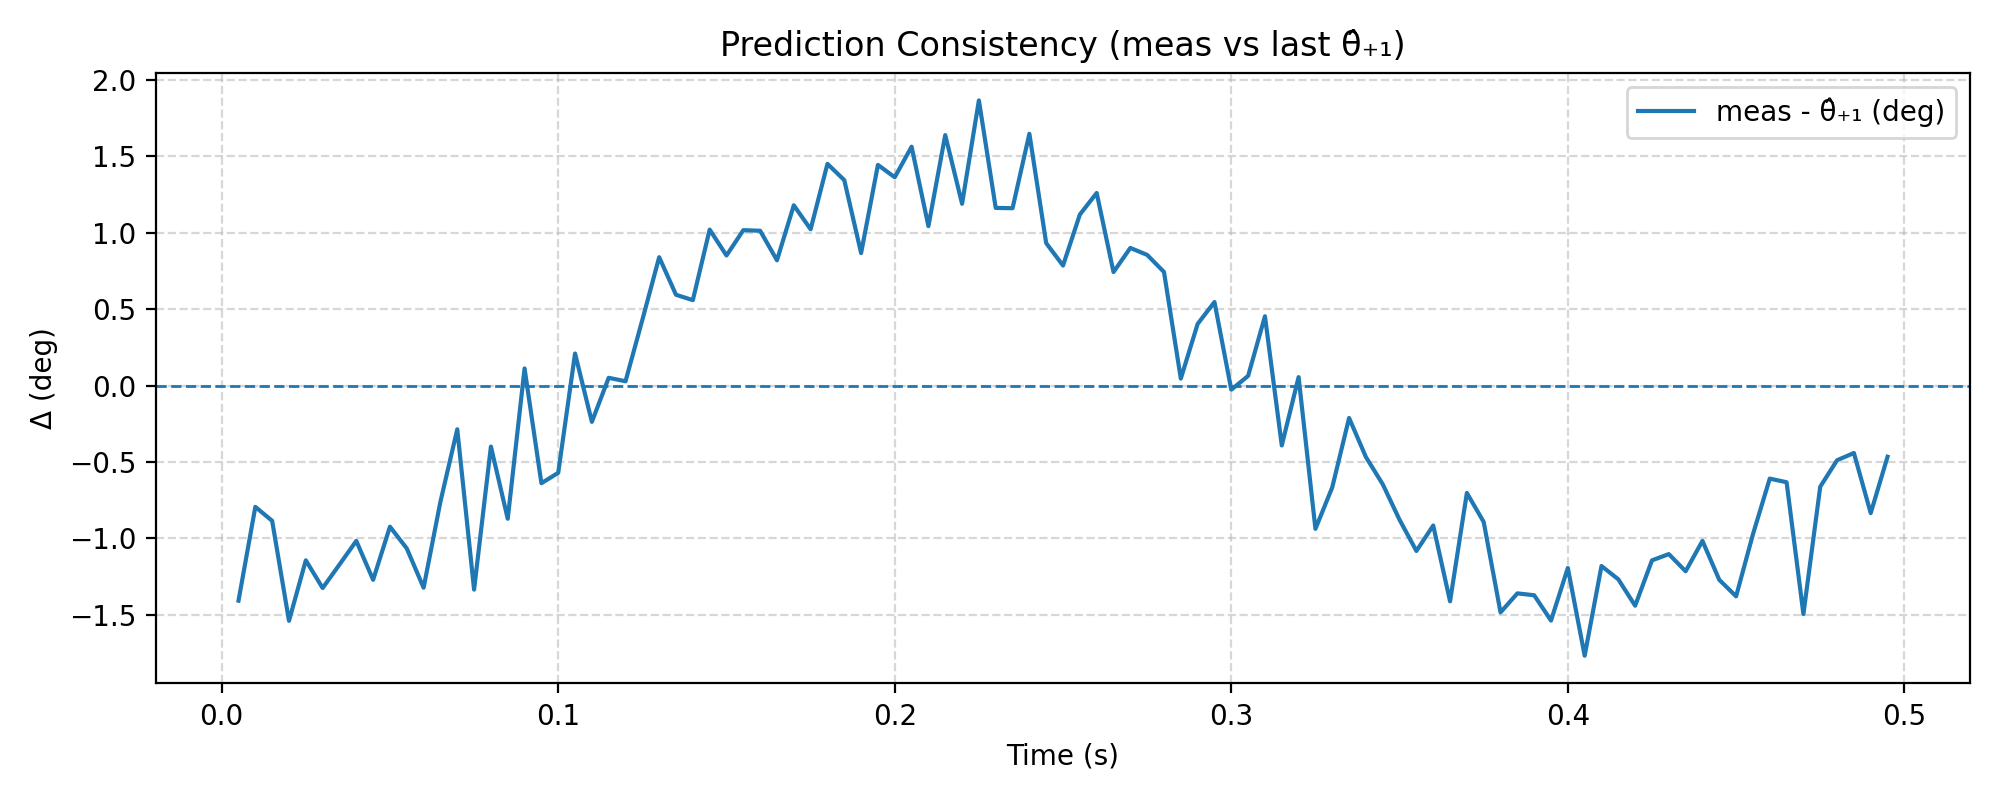 Prediction Consistency (meas vs last θ̂₊₁)
meas - θ̂₊₁ (deg)
Δ (deg)
2.0
1.5
1.0
0.5
0.0
−0.5
−1.0
−1.5
0.0 0.1 0.2 0.3 0.4 0.5
Time (s)